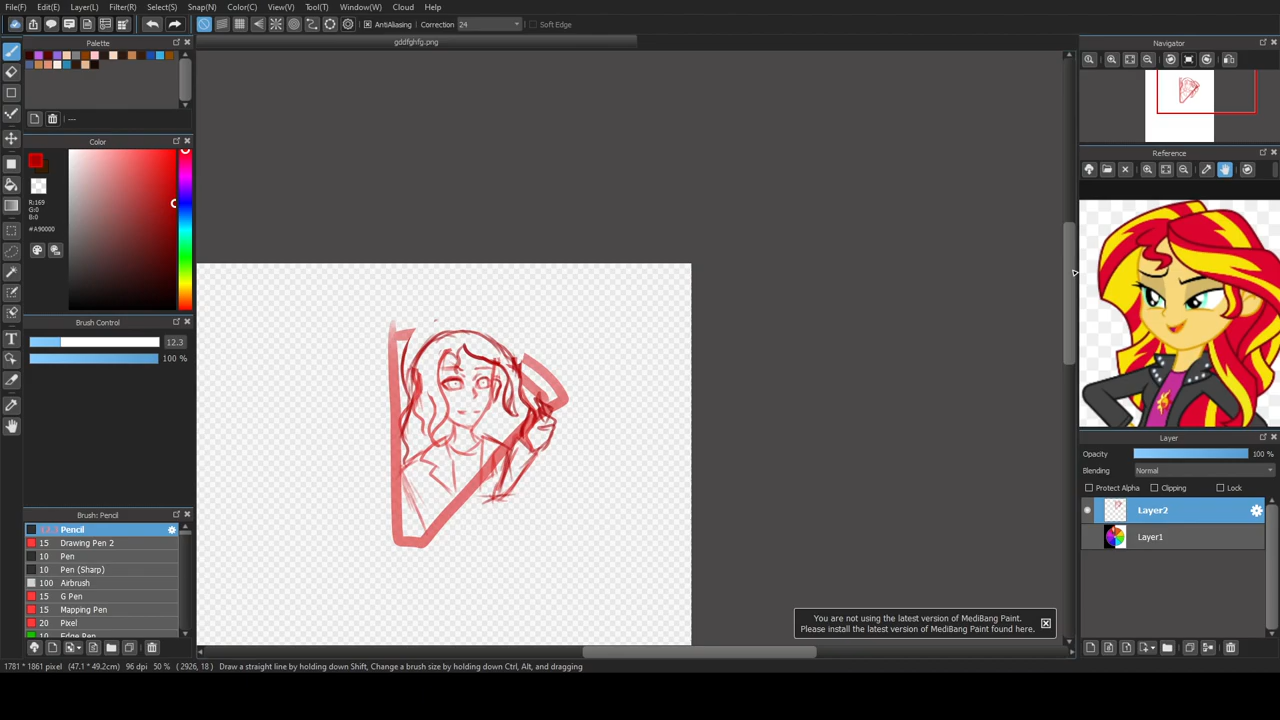 File(F) Edit(E) Layer(L) Filter(R) Select(S) Snap(N) Color(C) View(V) Tool(T) Window(W) Cloud Help
AntiAliasing Correction 24 Soft Edge
Palette
gddfghfg.png
Navigator
---
Color
R:169
G:0
B:0
#A90000
Reference
Brush Control
12.3
100 %
Layer
Opacity 100 %
Blending Normal
Protect Alpha Clipping Lock
Layer2
Layer1
Brush: Pencil
12.3 Pencil
15 Drawing Pen 2
10 Pen
10 Pen (Sharp)
100 Airbrush
15 G Pen
15 Mapping Pen
20 Pixel
10 Edge Pen
You are not using the latest version of MediBang Paint.
Please install the latest version of MediBang Paint found here.
1781 * 1861 pixel (47.1 * 49.2cm) 96 dpi 50 % ( 2926, 18 ) Draw a straight line by holding down Shift, Change a brush size by holding down Ctrl, Alt, and dragging